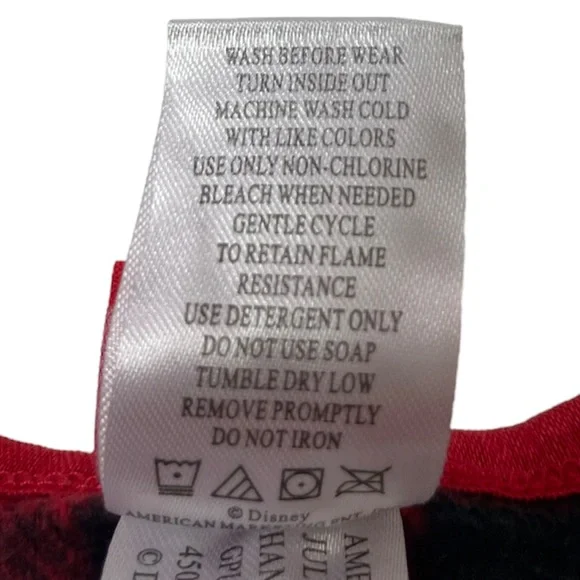 WASH BEFORE WEAR
TURN INSIDE OUT
MACHINE WASH COLD
WITH LIKE COLORS
USE ONLY NON-CHLORINE
BLEACH WHEN NEEDED
GENTLE CYCLE
TO RETAIN FLAME
RESISTANCE
USE DETERGENT ONLY
DO NOT USE SOAP
TUMBLE DRY LOW
REMOVE PROMPTLY
DO NOT IRON
© Disney
AMERICAN